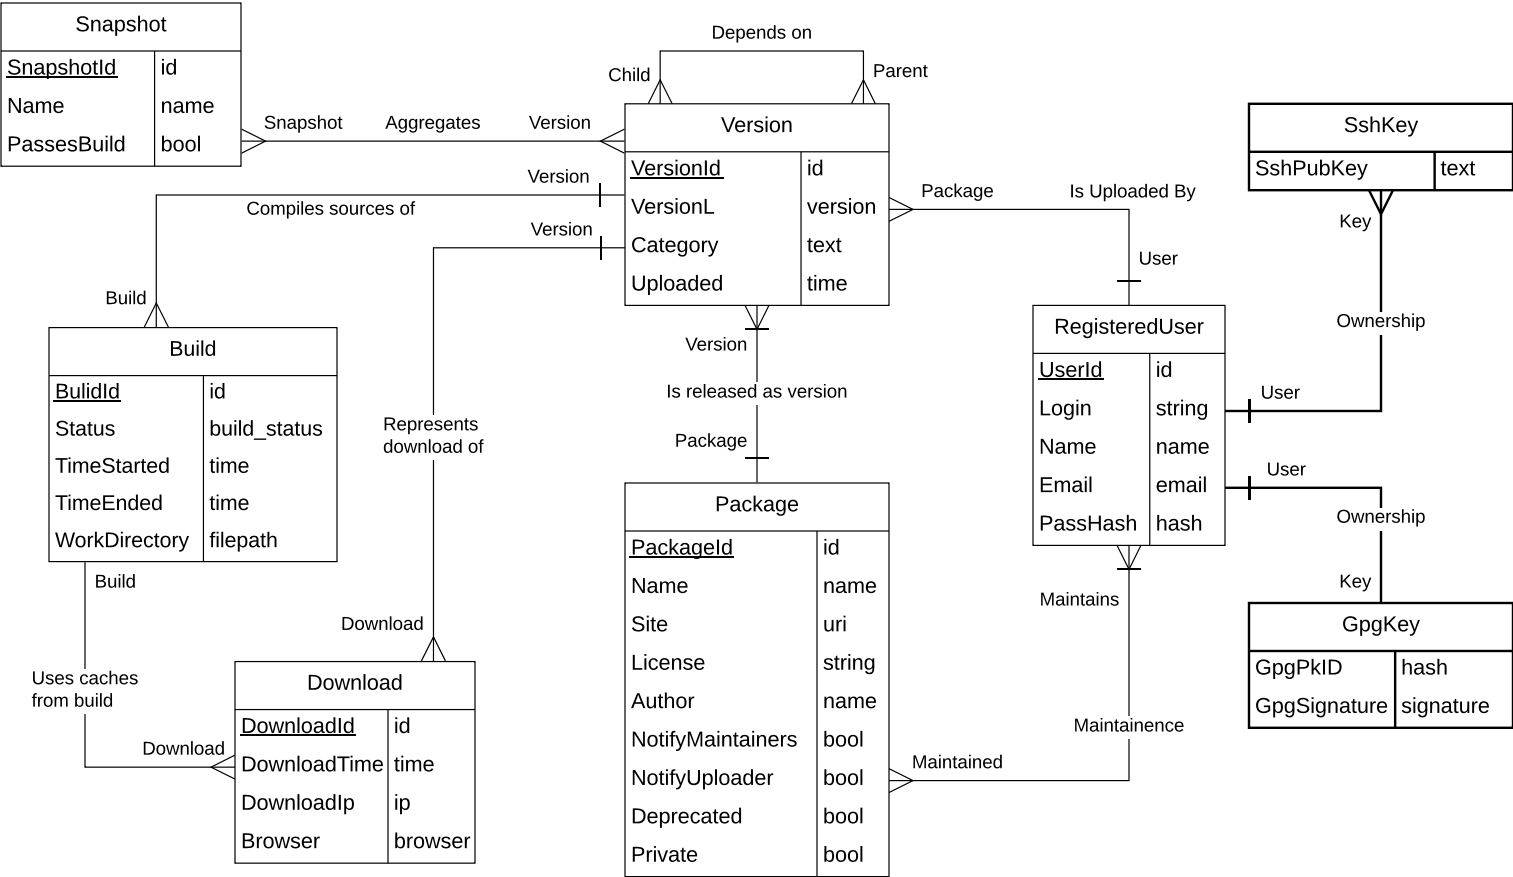 Snapshot
SnapshotId id
Name name
PassesBuild bool
Snapshot Aggregates Version
Depends on
Child Parent
Version
VersionId id
VersionL version
Category text
Uploaded time
Version
Compiles sources of
Build
Version
Represents
download of
Download
Package Is Uploaded By
User
SshKey
SshPubKey text
Key
Ownership
User
Build
BulidId id
Status build_status
TimeStarted time
TimeEnded time
WorkDirectory filepath
Build
Uses caches
from build
Download
Download
DownloadId id
DownloadTime time
DownloadIp ip
Browser browser
Version
Is released as version
Package
Package
PackageId id
Name name
Site uri
License string
Author name
NotifyMaintainers bool
NotifyUploader bool
Deprecated bool
Private bool
RegisteredUser
UserId id
Login string
Name name
Email email
PassHash hash
Maintains
Maintainence
Maintained
User
Ownership
Key
GpgKey
GpgPkID hash
GpgSignature signature